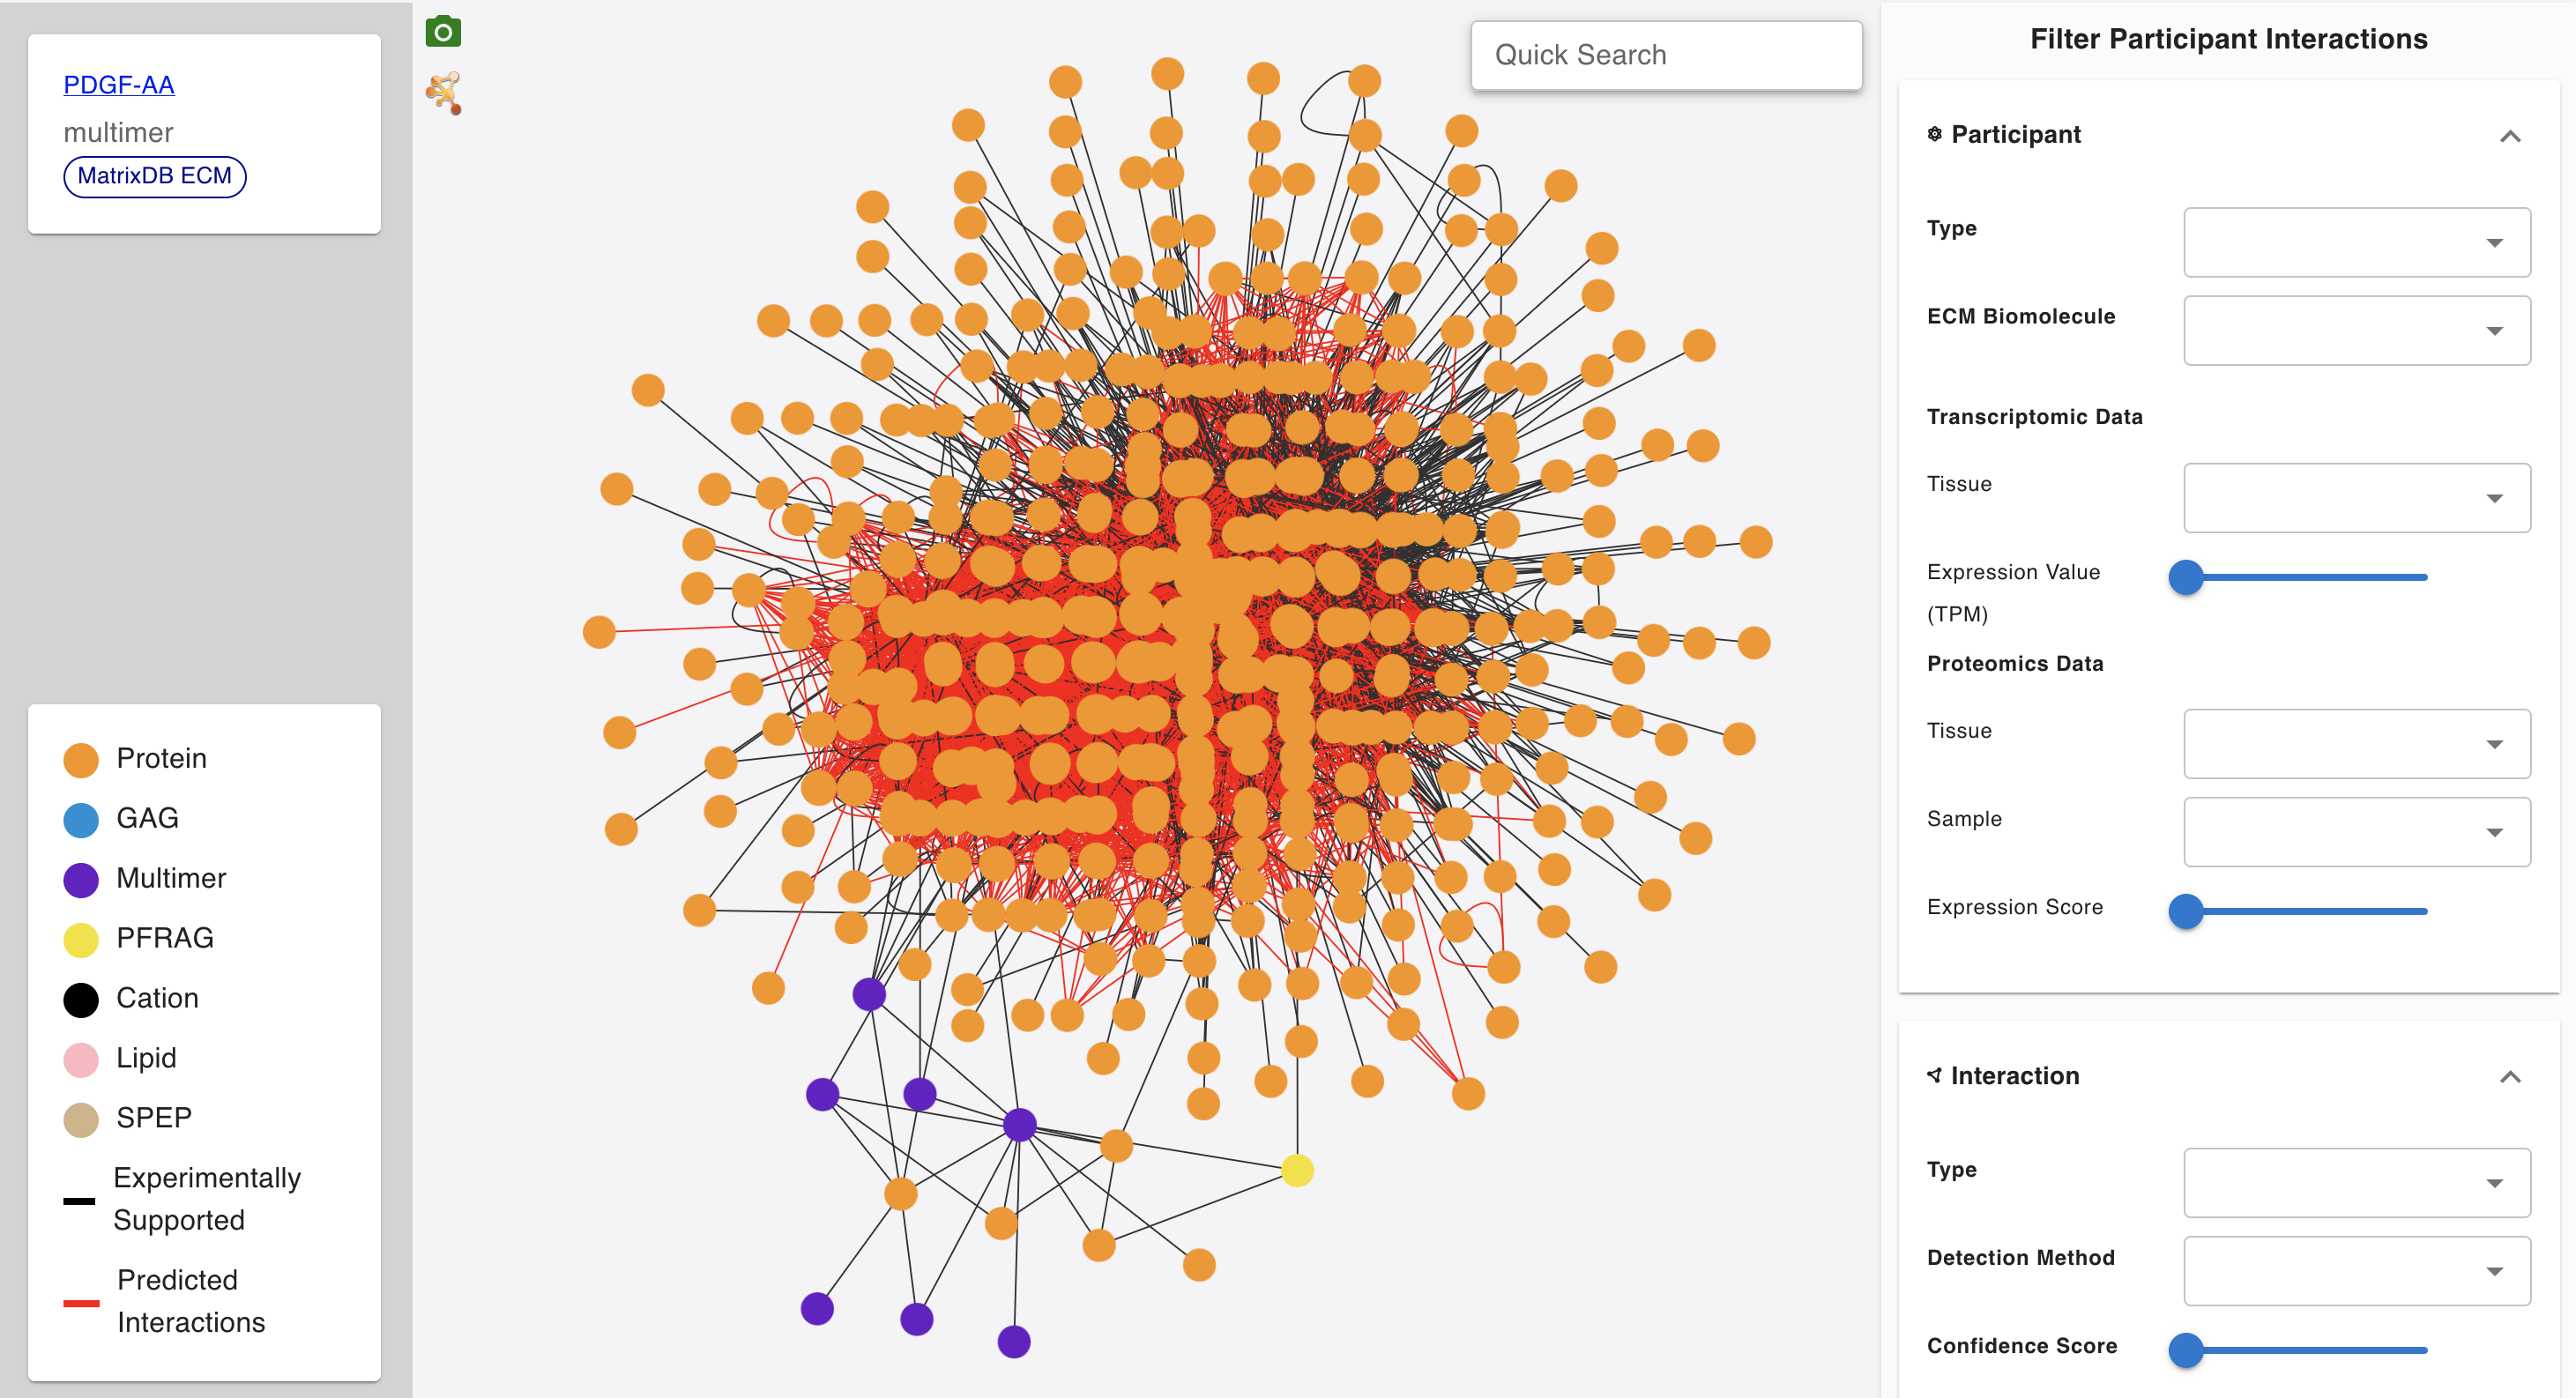 PDGF-AA
multimer
MatrixDB ECM
Protein
GAG
Multimer
PFRAG
Cation
Lipid
SPEP
Experimentally
Supported
Predicted
Interactions
Quick Search
Filter Participant Interactions
Participant
Type
ECM Biomolecule
Transcriptomic Data
Tissue
Expression Value
(TPM)
Proteomics Data
Tissue
Sample
Expression Score
Interaction
Type
Detection Method
Confidence Score